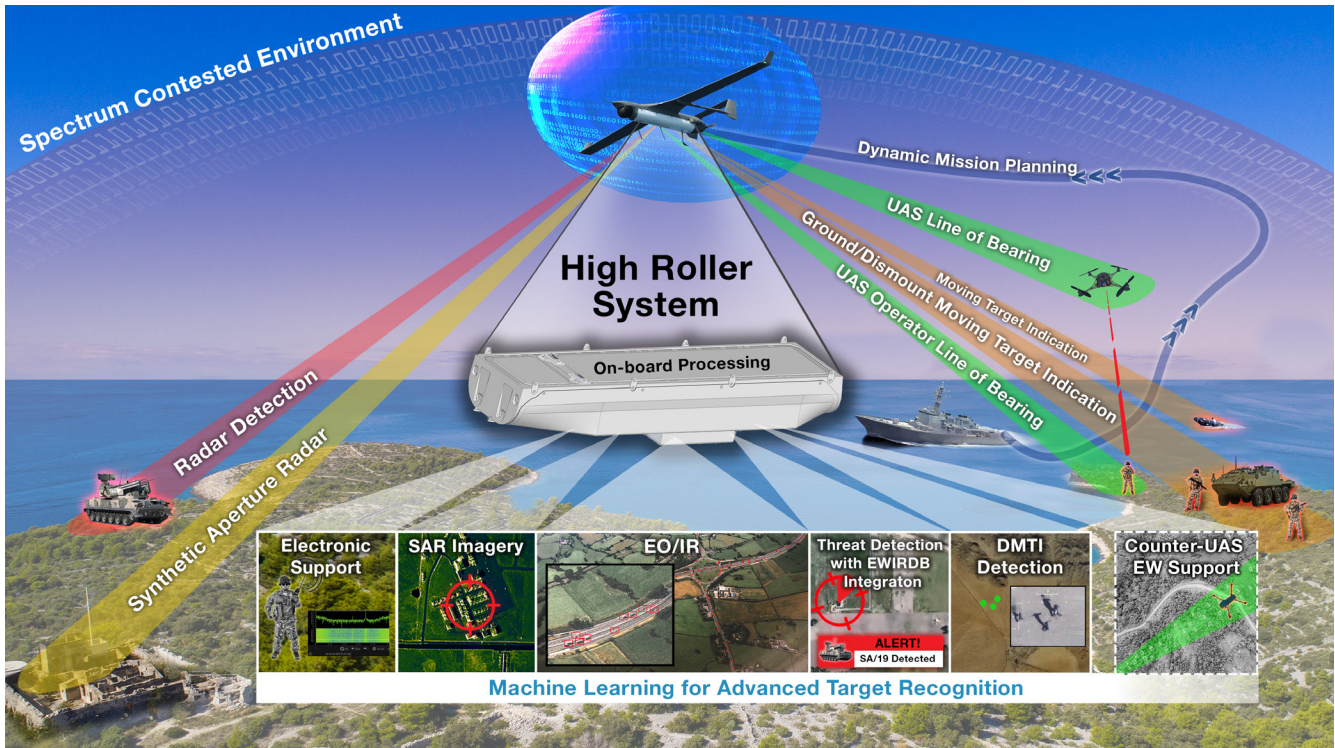 Spectrum Contested Environment
Dynamic Mission Planning
UAS Line of Bearing
Moving Target Indication
Ground/Dismount Moving Target Indication
UAS Operator Line of Bearing
High Roller
System
On-board Processing
Radar Detection
Synthetic Aperture Radar
Electronic
Support
SAR Imagery
EO/IR
Threat Detection
with EWIRDB
Integraton
ALERT!
SA/19 Detected
DMTI
Detection
Counter-UAS
EW Support
Machine Learning for Advanced Target Recognition